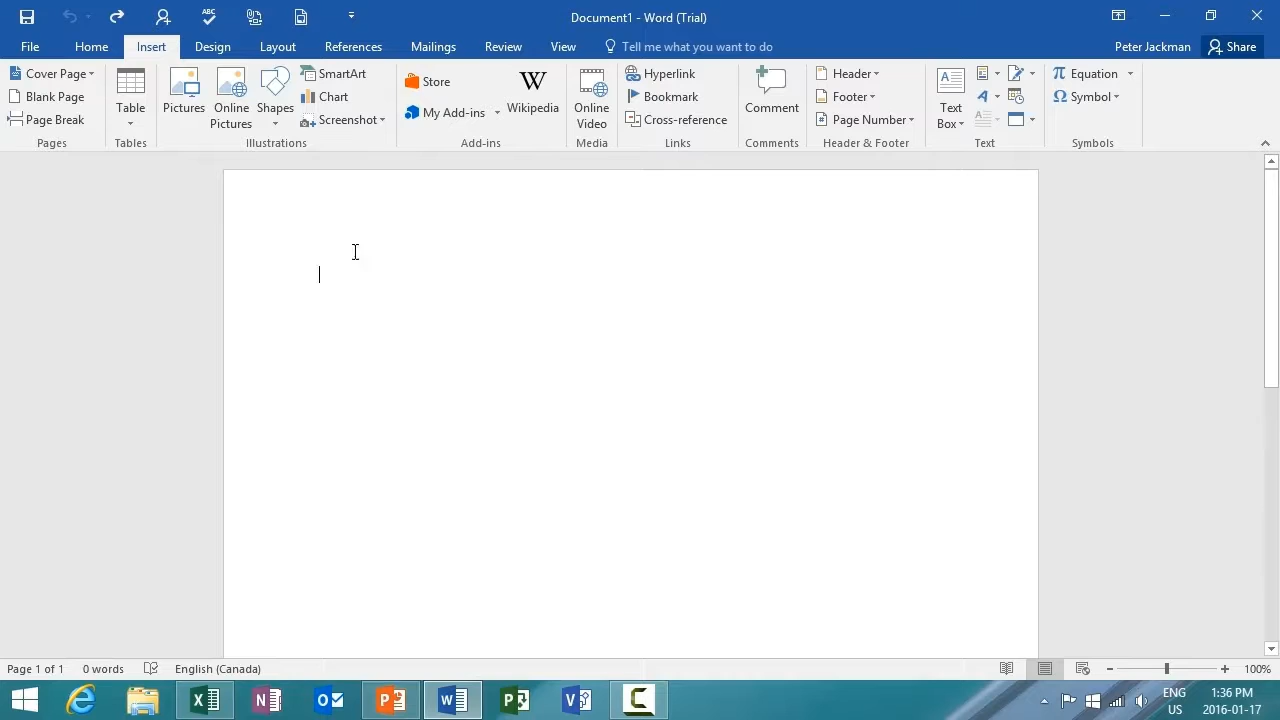 Document1 - Word (Trial)
File Home Insert Design Layout References Mailings Review View Tell me what you want to do Peter Jackman Share
Cover Page
Blank Page
Page Break
Pages
Table
Tables
Pictures
Online
Pictures
Shapes
SmartArt
Chart
Screenshot
Illustrations
Store
My Add-ins
W
Wikipedia
Add-ins
Online
Video
Media
Hyperlink
Bookmark
Cross-reference
Links
Comment
Comments
Header
Footer
Page Number
Header & Footer
Text
Box
Text
Equation
Symbol
Symbols
Page 1 of 1 0 words English (Canada) 100%
ENG
US
1:36 PM
2016-01-17